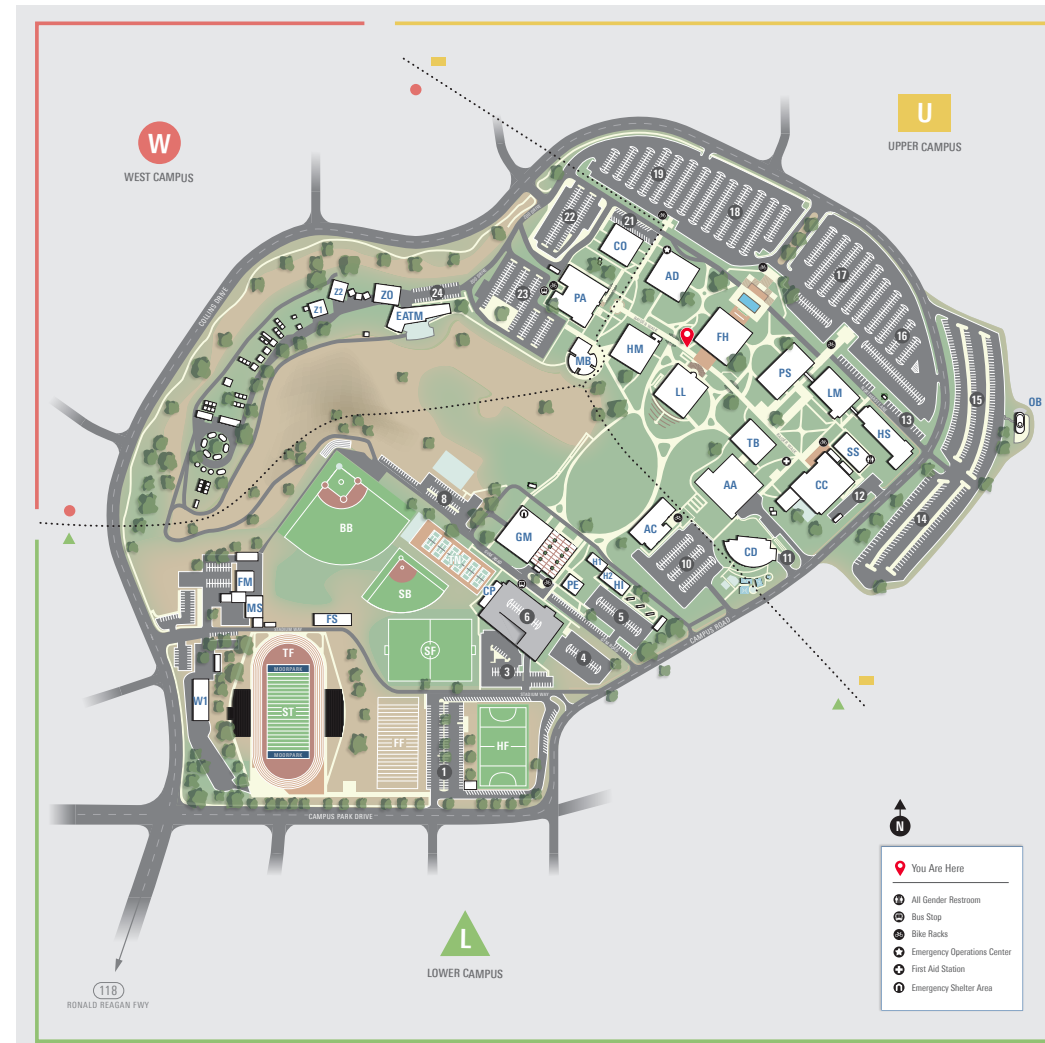 W
WEST CAMPUS
U
UPPER CAMPUS
19
18
22
21
CO
AD
17
COLLINS DRIVE
Z2
ZO
24
23
PA
EATM
Z1
FH
16
HM
MB
PS
LL
LM
15
OB
13
HS
TB
SS
AA
CC
12
8
14
BB
GM
AC
CD
11
10
H1
H2
HI
PE
CP
FM
MS
FS
SB
6
5
TF
SF
4
3
STADIUM WAY
CAMPUS ROAD
MOORPARK
W1
ST
FF
HF
MOORPARK
1
CAMPUS PARK DRIVE
N
You Are Here
All Gender Restroom
Bus Stop
Bike Racks
Emergency Operations Center
First Aid Station
Emergency Shelter Area
L
LOWER CAMPUS
118
RONALD REAGAN FWY